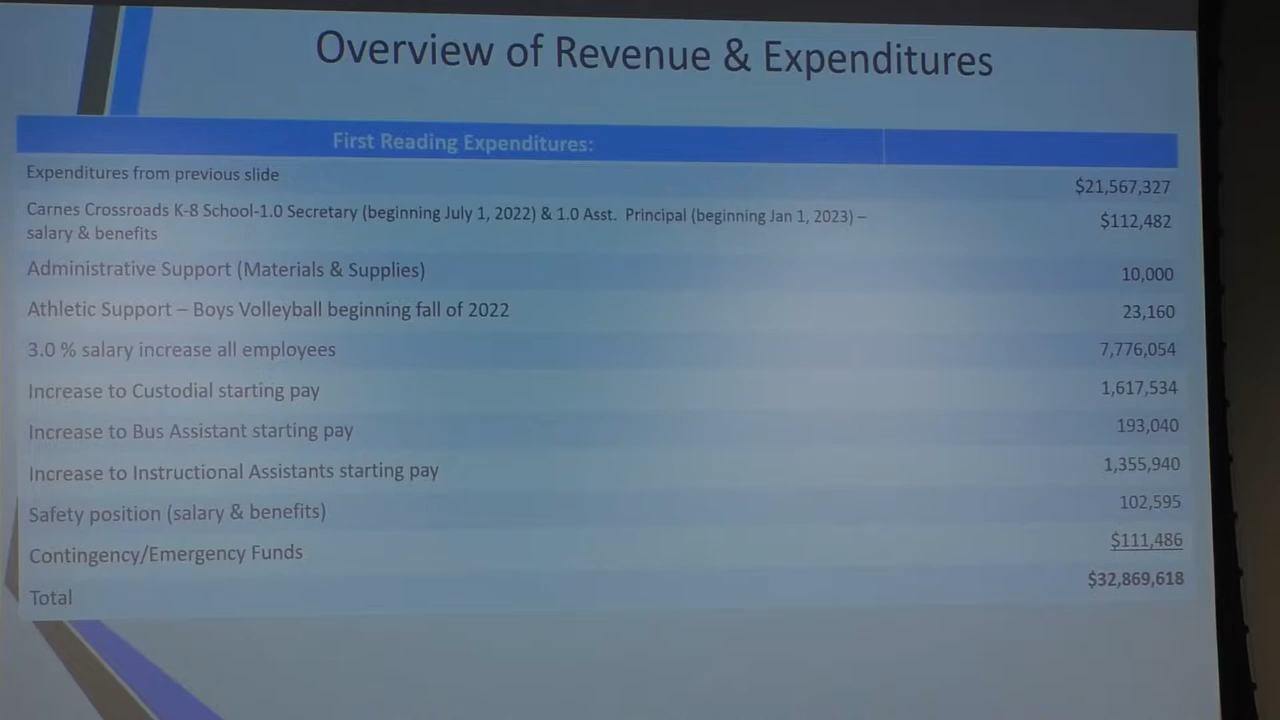 Overview of Revenue & Expenditures
First Reading Expenditures:
Expenditures from previous slide $21,567,327
Carnes Crossroads K-8 School-1.0 Secretary (beginning July 1, 2022) & 1.0 Asst. Principal (beginning Jan 1, 2023) – $112,482
salary & benefits
Administrative Support (Materials & Supplies) 10,000
Athletic Support – Boys Volleyball beginning fall of 2022 23,160
3.0 % salary increase all employees 7,776,054
Increase to Custodial starting pay 1,617,534
Increase to Bus Assistant starting pay 193,040
Increase to Instructional Assistants starting pay 1,355,940
Safety position (salary & benefits) 102,595
Contingency/Emergency Funds $111,486
Total $32,869,618